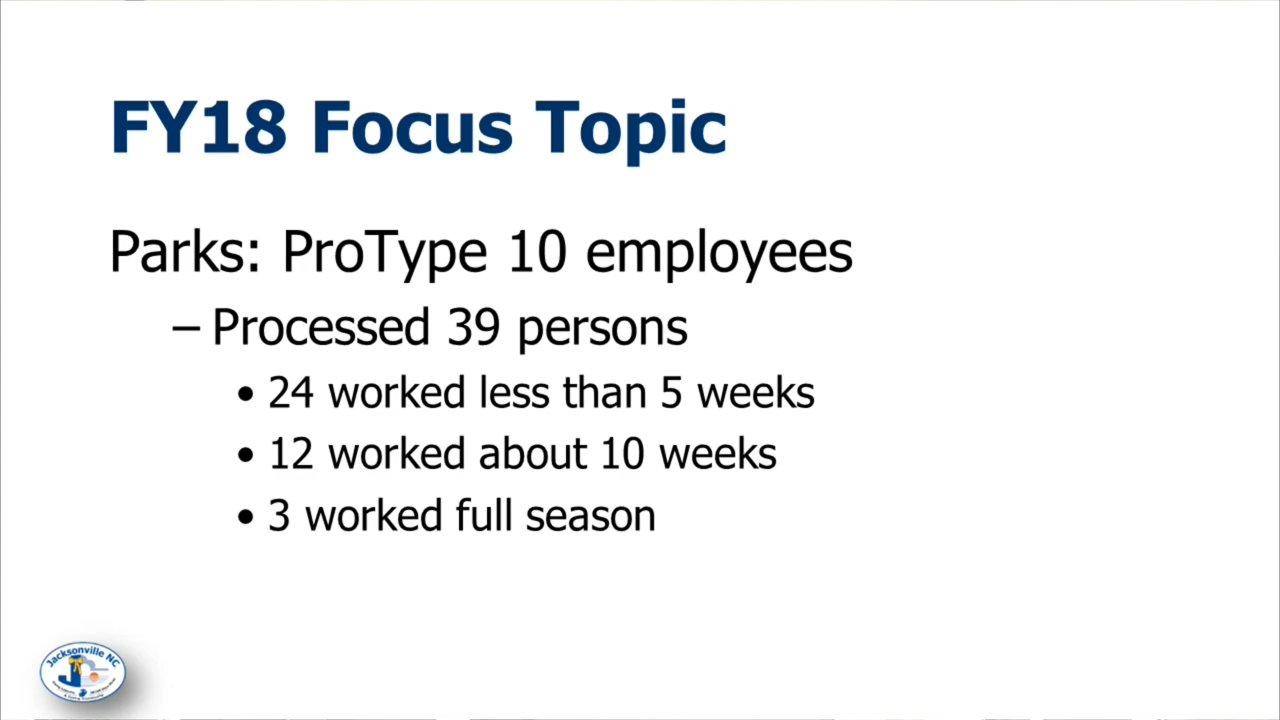 FY18 Focus Topic
Parks: ProType 10 employees
– Processed 39 persons
• 24 worked less than 5 weeks
• 12 worked about 10 weeks
• 3 worked full season
Jacksonville NC